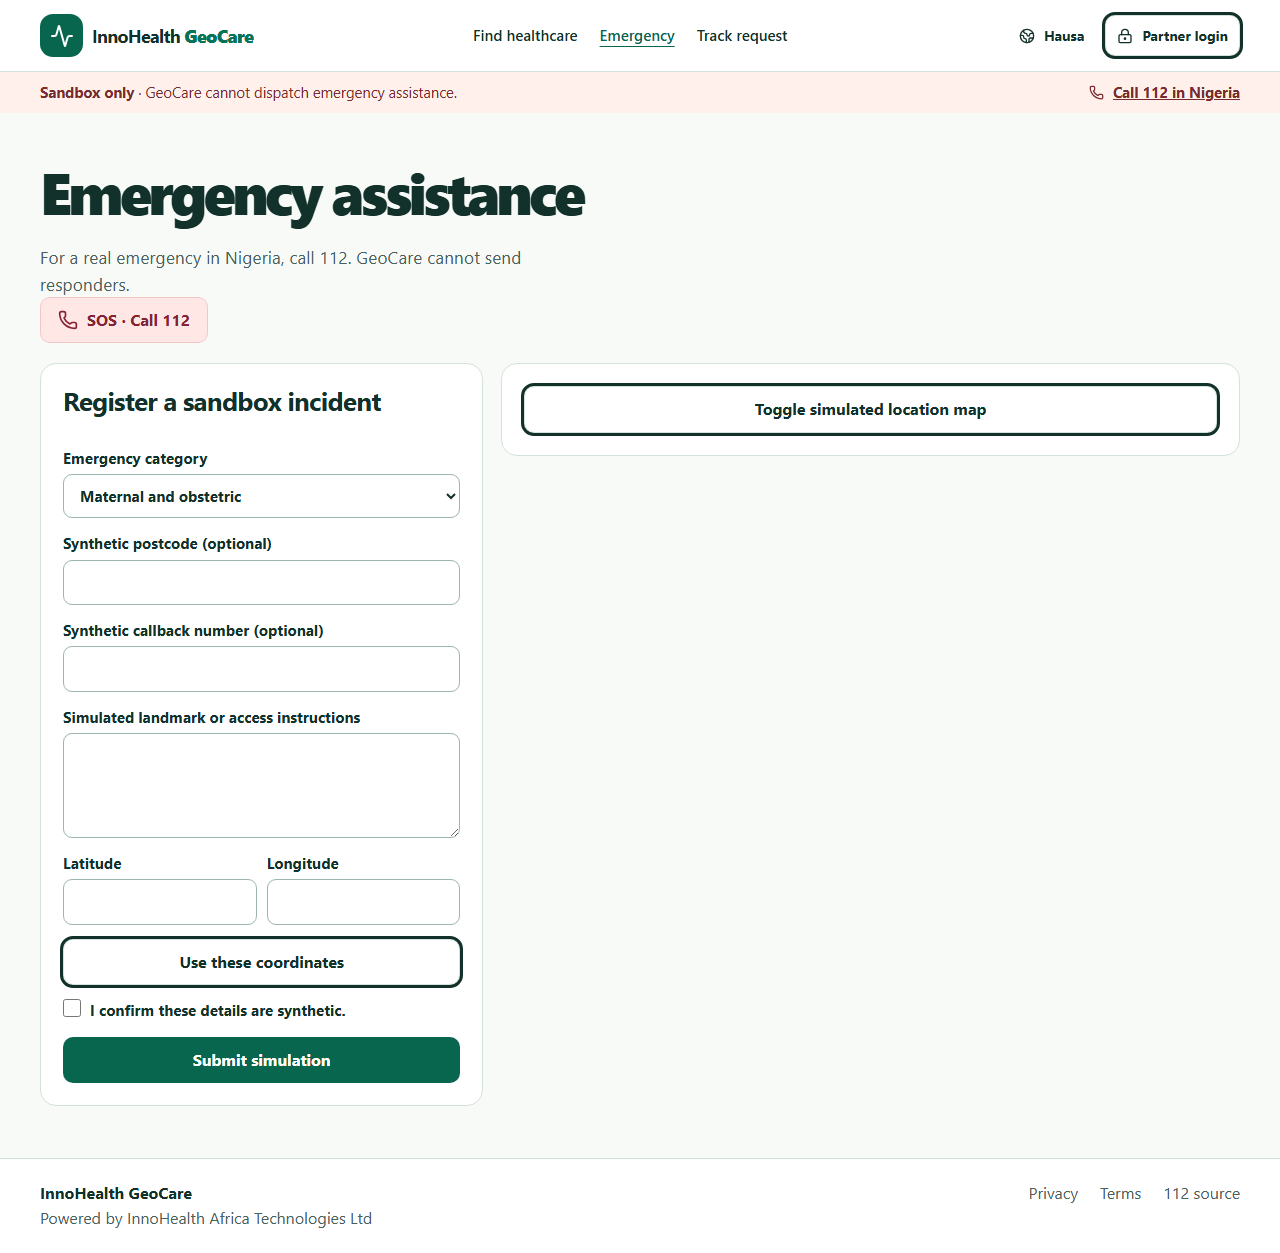 InnoHealth GeoCare
Find healthcare
Emergency
Track request
Hausa
Partner login
Sandbox only · GeoCare cannot dispatch emergency assistance.
Call 112 in Nigeria
Emergency assistance
For a real emergency in Nigeria, call 112. GeoCare cannot send
responders.
SOS · Call 112
Register a sandbox incident
Emergency category
Maternal and obstetric
Synthetic postcode (optional)
Synthetic callback number (optional)
Simulated landmark or access instructions
Latitude
Longitude
Use these coordinates
I confirm these details are synthetic.
Submit simulation
Toggle simulated location map
InnoHealth GeoCare
Powered by InnoHealth Africa Technologies Ltd
Privacy
Terms
112 source